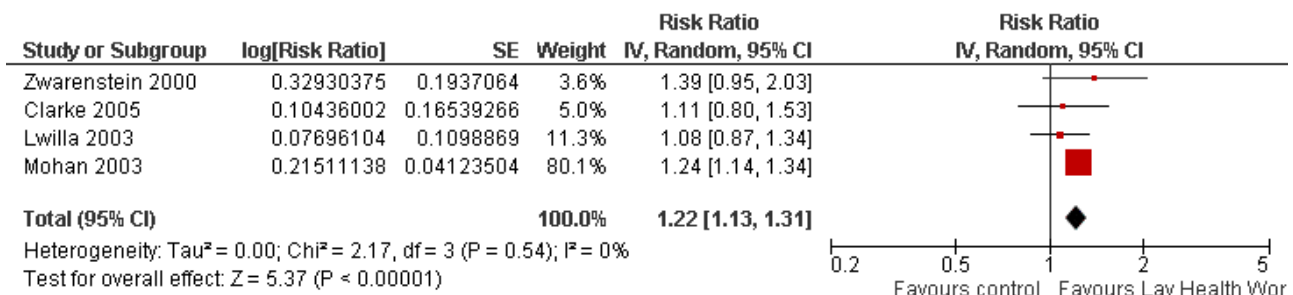 Risk Ratio Risk Ratio
Study or Subgroup log[Risk Ratio] SE Weight IV, Random, 95% CI IV, Random, 95% CI
Zwarenstein 2000 0.32930375 0.1937064 3.6% 1.39 [0.95, 2.03]
Clarke 2005 0.10436002 0.16539266 5.0% 1.11 [0.80, 1.53]
Lwilla 2003 0.07696104 0.1098869 11.3% 1.08 [0.87, 1.34]
Mohan 2003 0.21511138 0.04123504 80.1% 1.24 [1.14, 1.34]
Total (95% CI) 100.0% 1.22 [1.13, 1.31]
Heterogeneity: Tau² = 0.00; Chi² = 2.17, df = 3 (P = 0.54); I² = 0%
Test for overall effect: Z = 5.37 (P < 0.00001)
0.2 0.5 1 2 5
Favours control Favours Lay Health Wor